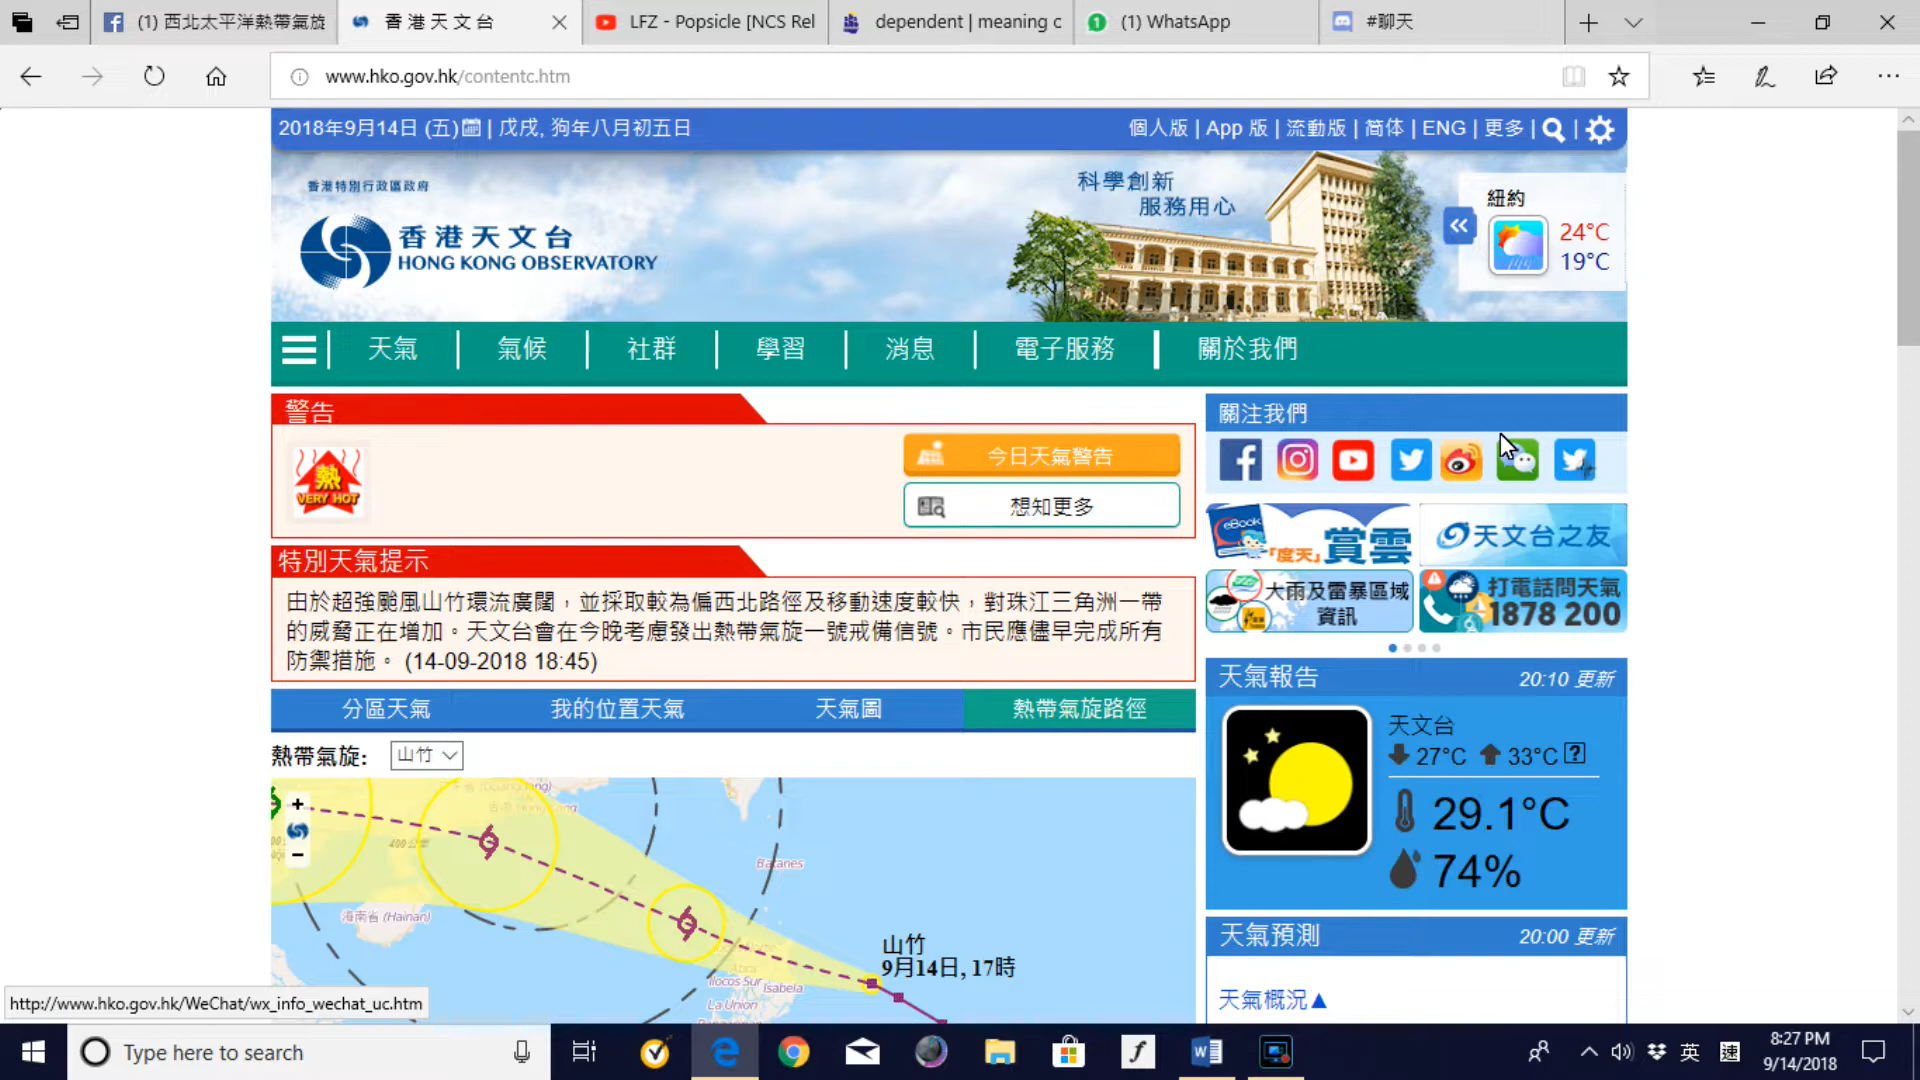 (1) 西北太平洋熱帶氣旋
香 港 天 文 台
LFZ - Popsicle [NCS Rel
dependent | meaning c
(1) WhatsApp
#聊天
www.hko.gov.hk/contentc.htm
2018年9月14日 (五) | 戊戌, 狗年八月初五日
個人版 | App 版 | 流動版 | 简体 | ENG | 更多 |
香港特別行政區政府
香港天文台
HONG KONG OBSERVATORY
科學創新
服務用心
紐約
24°C
19°C
天氣
氣候
社群
學習
消息
電子服務
關於我們
警告
熱
VERY HOT
今日天氣警告
想知更多
關注我們
特別天氣提示
由於超強颱風山竹環流廣闊，並採取較為偏西北路徑及移動速度較快，對珠江三角洲一帶
的威脅正在增加。天文台會在今晚考慮發出熱帶氣旋一號戒備信號。市民應儘早完成所有
防禦措施。 (14-09-2018 18:45)
eBook
「度天」賞雲
天文台之友
大雨及雷暴區域
資訊
打電話問天氣
1878 200
分區天氣
我的位置天氣
天氣圖
熱帶氣旋路徑
熱帶氣旋:
山竹
+
−
400公里
海南省 (Hainan)
Batanes
Ilocos Sur
Isabela
La Union
山竹
9月14日, 17時
天氣報告
20:10 更新
天文台
27°C 33°C ?
29.1°C
74%
天氣預測
20:00 更新
天氣概況▲
http://www.hko.gov.hk/WeChat/wx_info_wechat_uc.htm
Type here to search
英
速
8:27 PM
9/14/2018